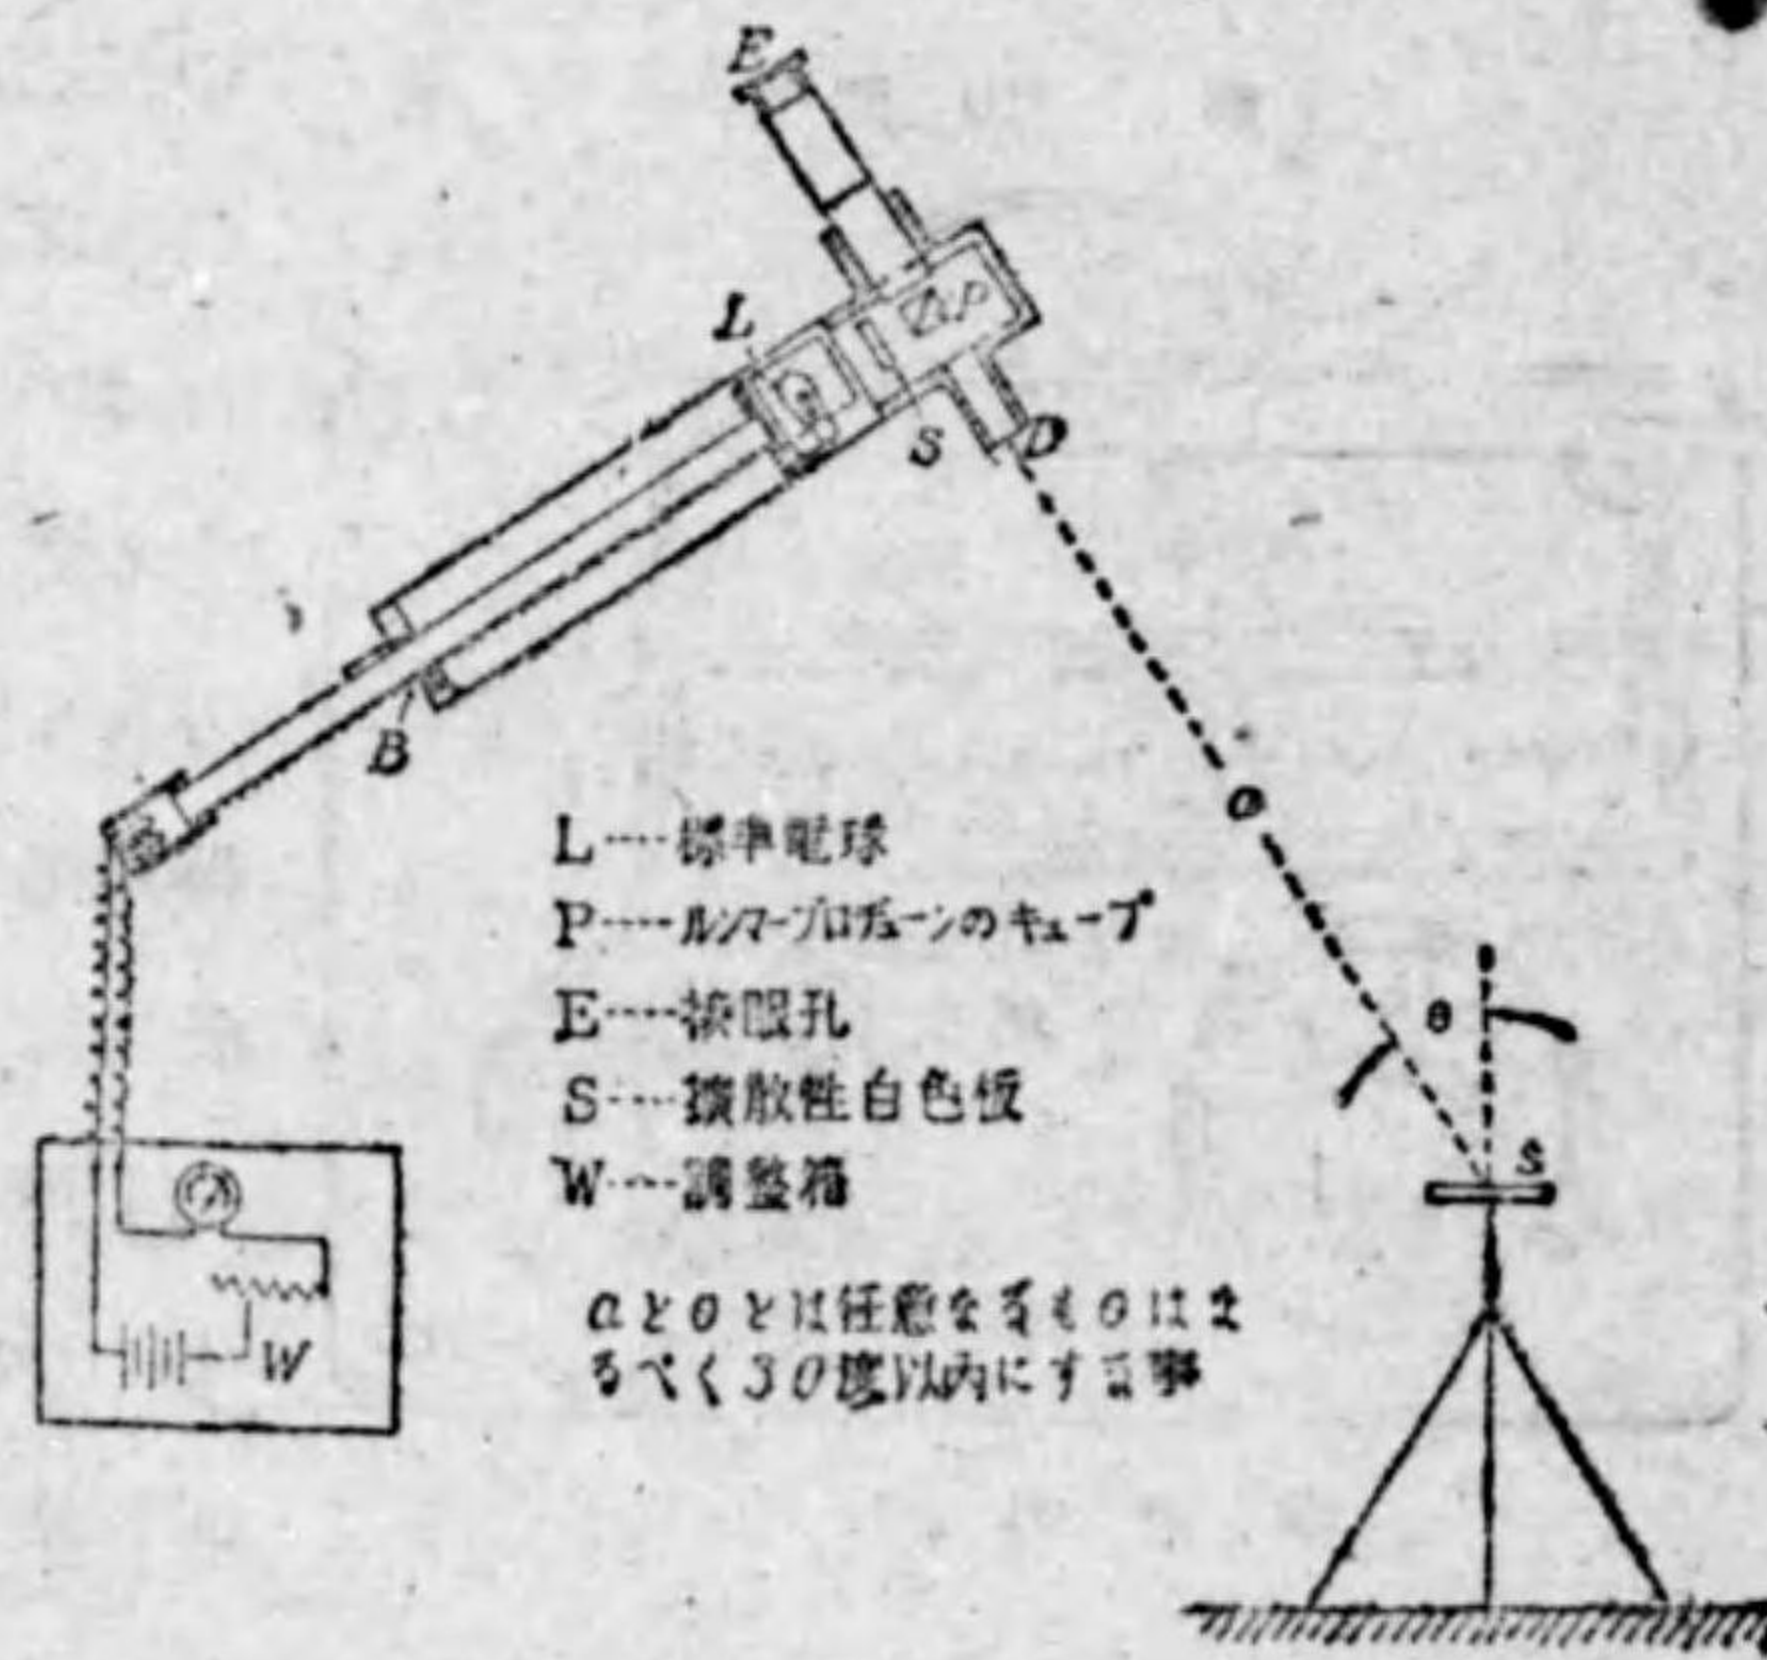 E
L
S
D
B
a
θ
S
L‥‥標準電球
P‥‥ルンマーブロヂューンのキューブ
E‥‥接眼孔
S‥‥擴散性白色板
W‥‥調整箱
W
P
aとθとは任意なるもθはな
るべく30度以内にする事